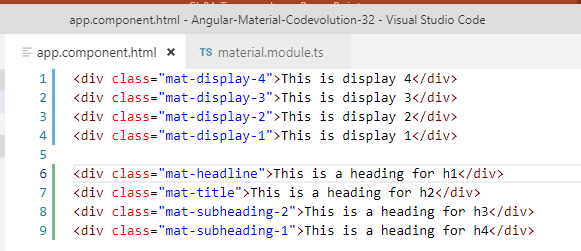 app.component.html - Angular-Material-Codevolution-32 - Visual Studio Code
app.component.html × TS material.module.ts
1 <div class="mat-display-4">This is display 4</div>
2 <div class="mat-display-3">This is display 3</div>
3 <div class="mat-display-2">This is display 2</div>
4 <div class="mat-display-1">This is display 1</div>
5
6 <div class="mat-headline">This is a heading for h1</div>
7 <div class="mat-title">This is a heading for h2</div>
8 <div class="mat-subheading-2">This is a heading for h3</div>
9 <div class="mat-subheading-1">This is a heading for h4</div>